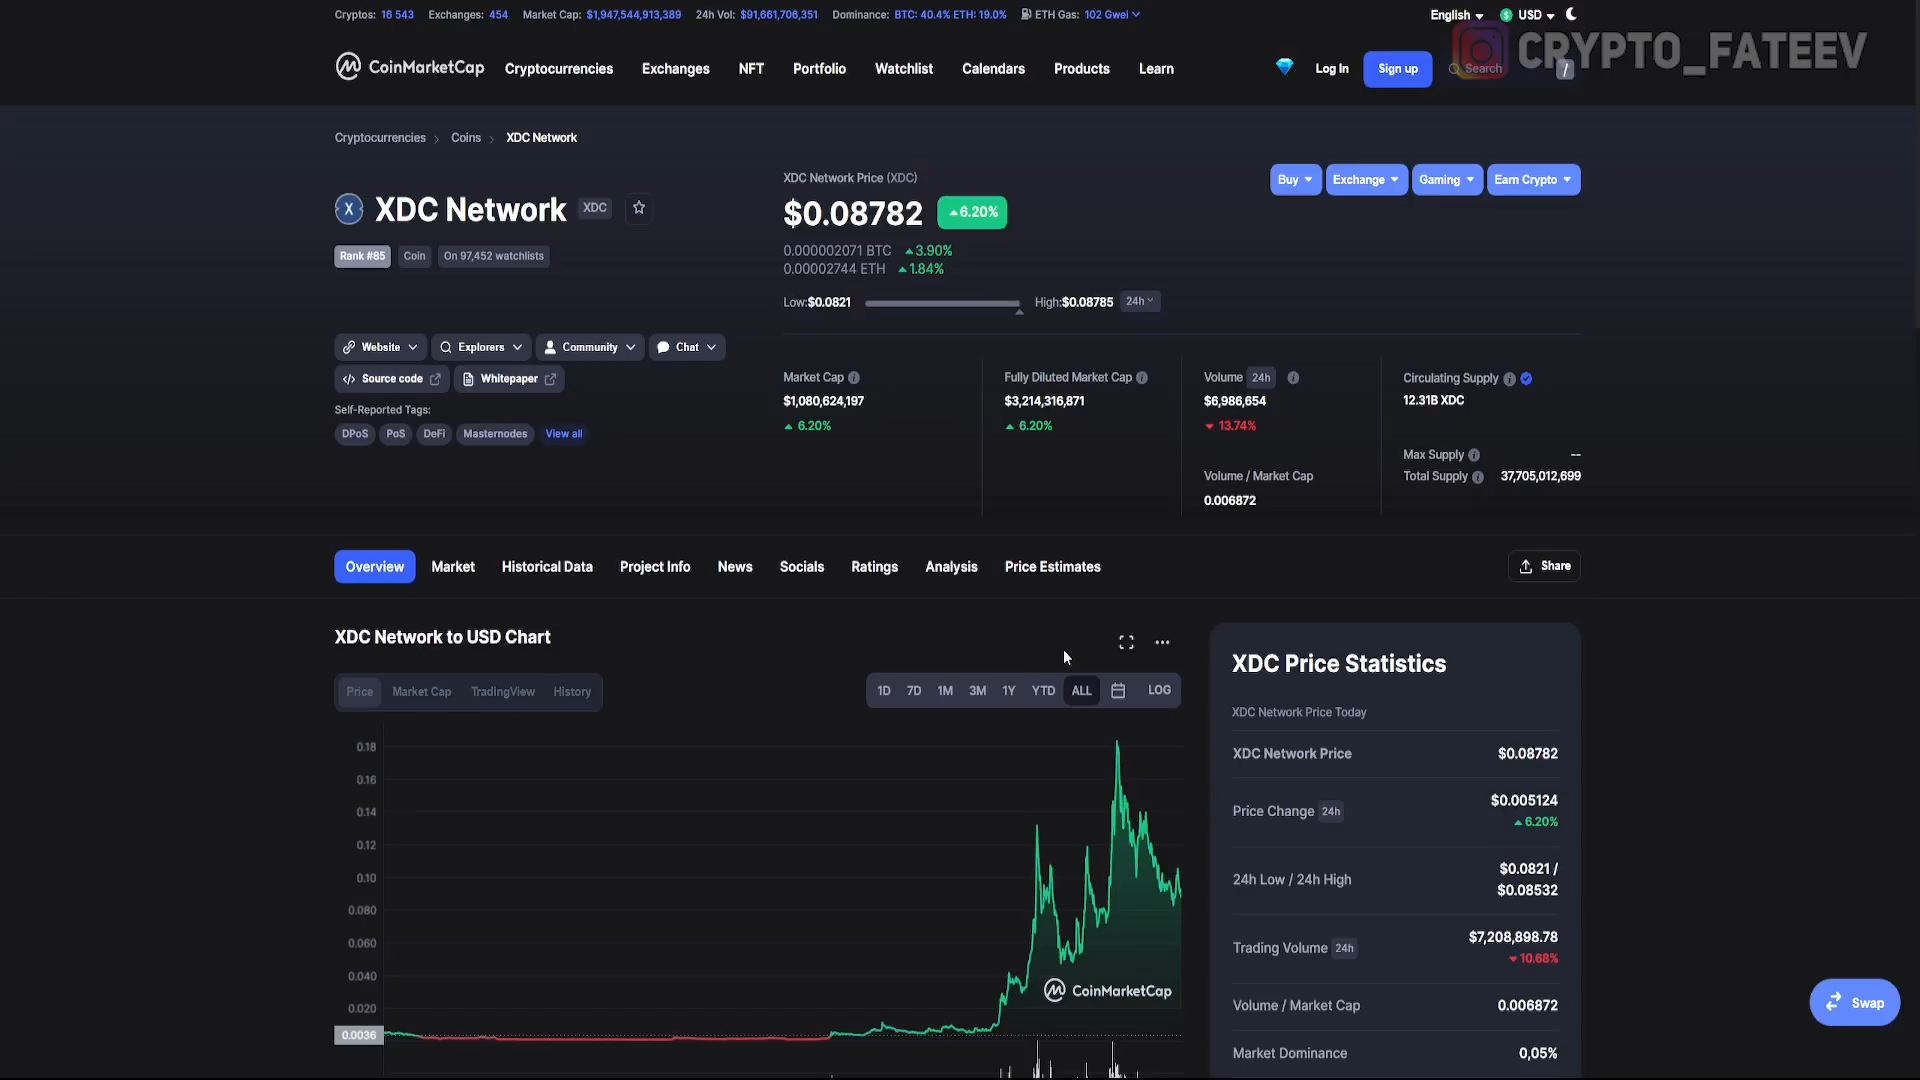 Cryptos: 16 543 Exchanges: 454 Market Cap: $1,947,544,913,389 24h Vol: $91,661,706,351 Dominance: BTC: 40.4% ETH: 19.0% ETH Gas: 102 Gwei English USD
CoinMarketCap Cryptocurrencies Exchanges NFT Portfolio Watchlist Calendars Products Learn Log In Sign up Search /
CRYPTO_FATEEV
Cryptocurrencies Coins XDC Network
XDC Network XDC
Rank #85 Coin On 97,452 watchlists
Website Explorers Community Chat
Source code Whitepaper
Self-Reported Tags:
DPoS PoS DeFi Masternodes View all
XDC Network Price (XDC)
$0.08782 6.20%
0.000002071 BTC 3.90%
0.00002744 ETH 1.84%
Low:$0.0821 High:$0.08785 24h
Buy Exchange Gaming Earn Crypto
Market Cap
$1,080,624,197
6.20%
Fully Diluted Market Cap
$3,214,316,871
6.20%
Volume 24h
$6,986,654
13.74%
Volume / Market Cap
0.006872
Circulating Supply
12.31B XDC
Max Supply --
Total Supply 37,705,012,699
Overview Market Historical Data Project Info News Socials Ratings Analysis Price Estimates Share
XDC Network to USD Chart
Price Market Cap TradingView History 1D 7D 1M 3M 1Y YTD ALL LOG
0.18
0.16
0.14
0.12
0.10
0.080
0.060
0.040
0.020
0.0036
CoinMarketCap
XDC Price Statistics
XDC Network Price Today
XDC Network Price $0.08782
Price Change 24h $0.005124
6.20%
24h Low / 24h High $0.0821 /
$0.08532
Trading Volume 24h $7,208,898.78
10.68%
Volume / Market Cap 0.006872
Market Dominance 0,05%
Swap